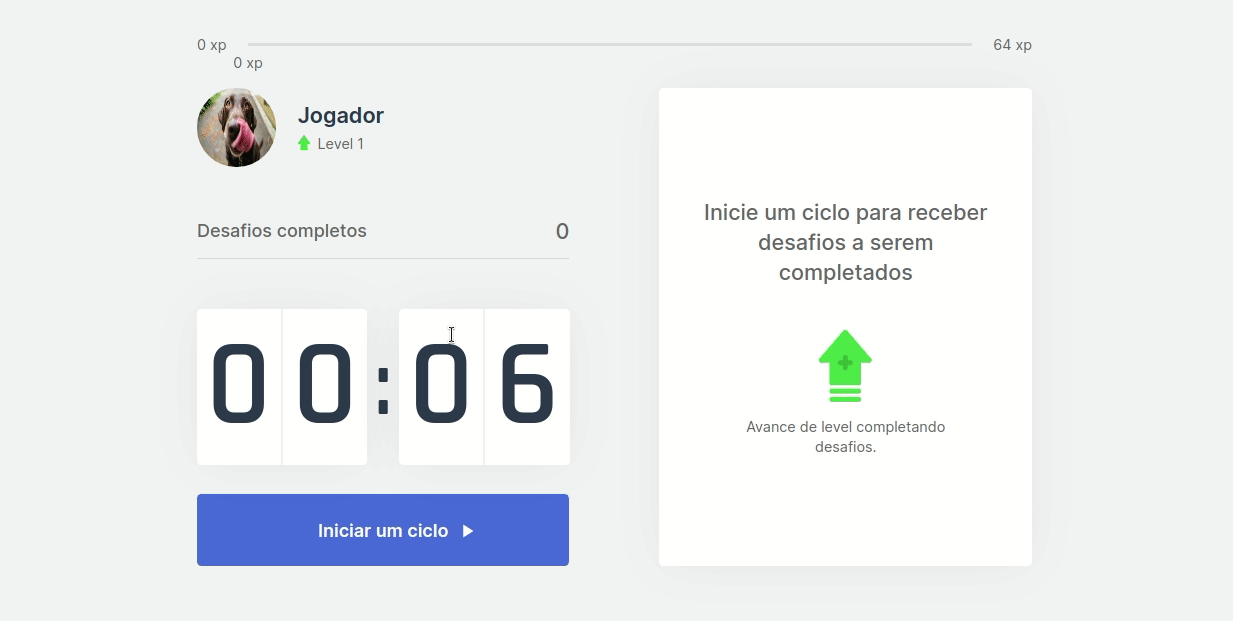 0 xp
64 xp
0 xp
Jogador
Level 1
Desafios completos 0
00:06
Iniciar um ciclo
Inicie um ciclo para receber
desafios a serem
completados
Avance de level completando
desafios.